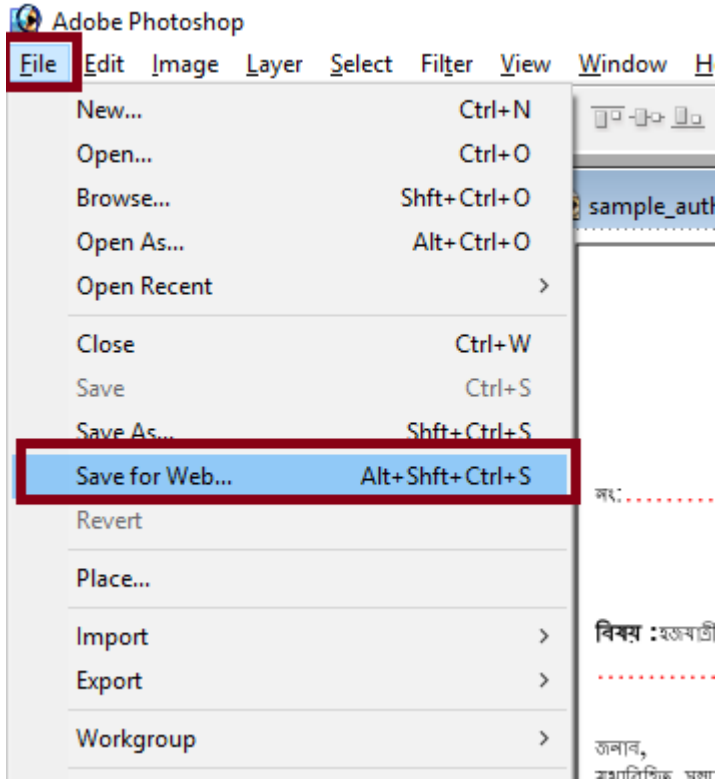 Adobe Photoshop
File Edit Image Layer Select Filter View Window
New... Ctrl+N
Open... Ctrl+O
Browse... Shft+Ctrl+O
sample_auth
Open As... Alt+Ctrl+O
Open Recent
Close Ctrl+W
Save Ctrl+S
Save As... Shft+Ctrl+S
Save for Web... Alt+Shft+Ctrl+S
নং:..........
Revert
Place...
Import
বিষয় :হজযাত্রী
Export
.............
Workgroup
জনাব,